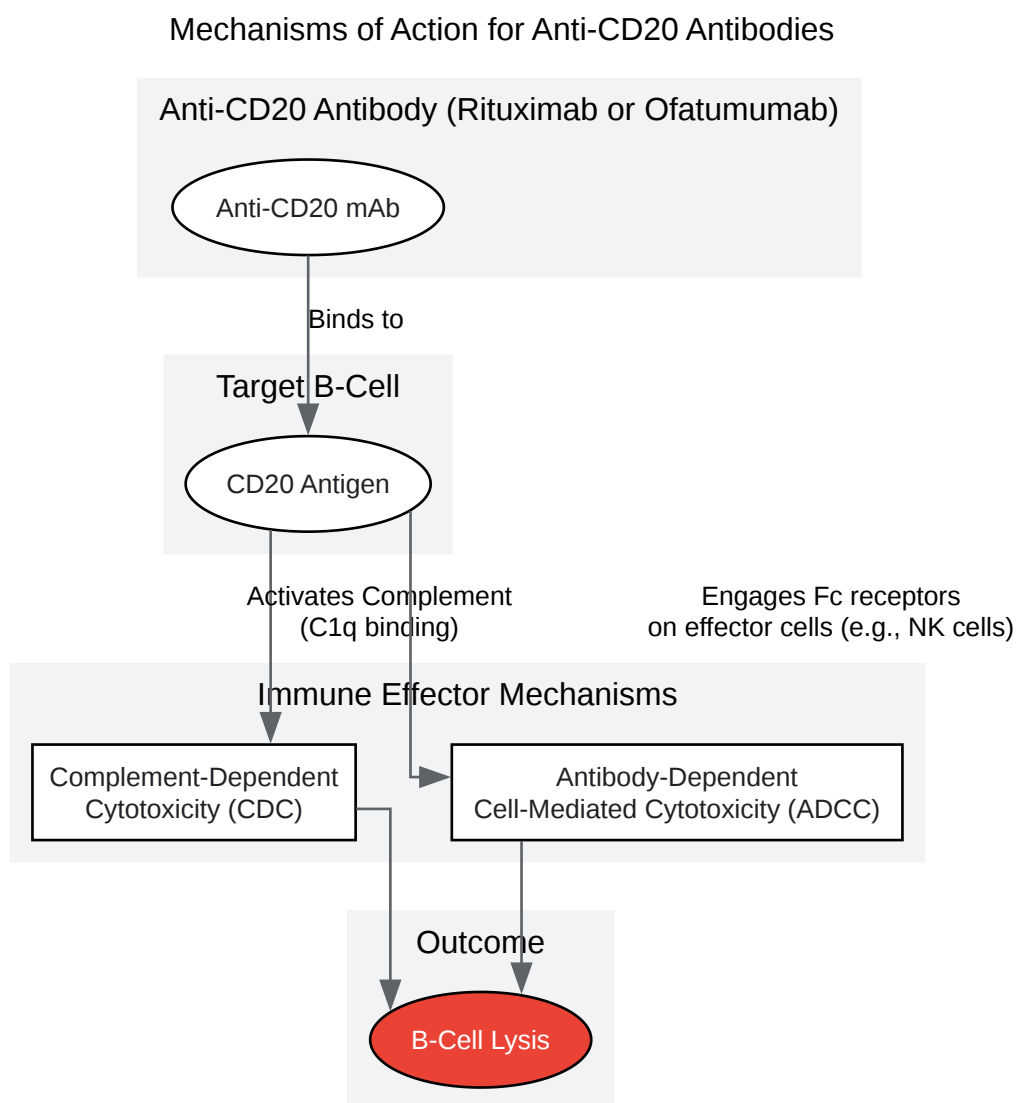 Mechanisms of Action for Anti-CD20 Antibodies
Anti-CD20 Antibody (Rituximab or Ofatumumab)
Anti-CD20 mAb
Binds to
Target B-Cell
CD20 Antigen
Activates Complement
(C1q binding)
Engages Fc receptors
on effector cells (e.g., NK cells)
Immune Effector Mechanisms
Complement-Dependent
Cytotoxicity (CDC)
Antibody-Dependent
Cell-Mediated Cytotoxicity (ADCC)
Outcome
B-Cell Lysis